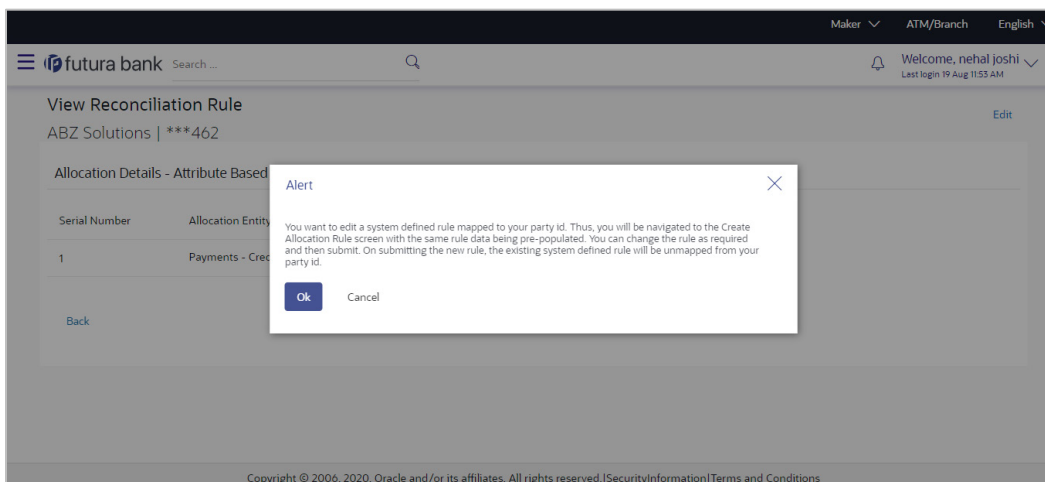 Maker ATM/Branch English
futura bank Search ... Welcome, nehal joshi
Last login 19 Aug 11:53 AM
View Reconciliation Rule
Edit
ABZ Solutions | ***462
Allocation Details - Attribute Based
Serial Number Allocation Entity
1 Payments - Cred
Back
Alert
You want to edit a system defined rule mapped to your party id. Thus, you will be navigated to the Create
Allocation Rule screen with the same rule data being pre-populated. You can change the rule as required
and then submit. On submitting the new rule, the existing system defined rule will be unmapped from your
party id.
Ok Cancel
Copyright © 2006, 2020, Oracle and/or its affiliates. All rights reserved.|SecurityInformation|Terms and Conditions